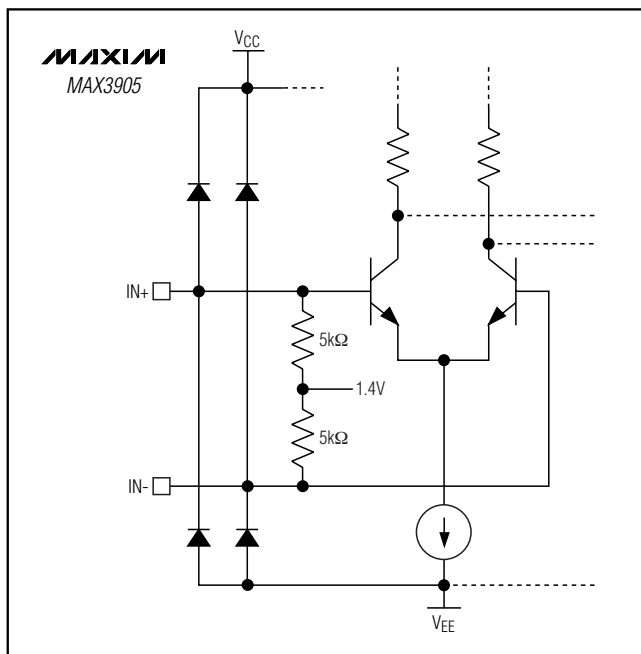 MAXIM
MAX3905
VCC
IN+
5kΩ
1.4V
5kΩ
IN-
VEE